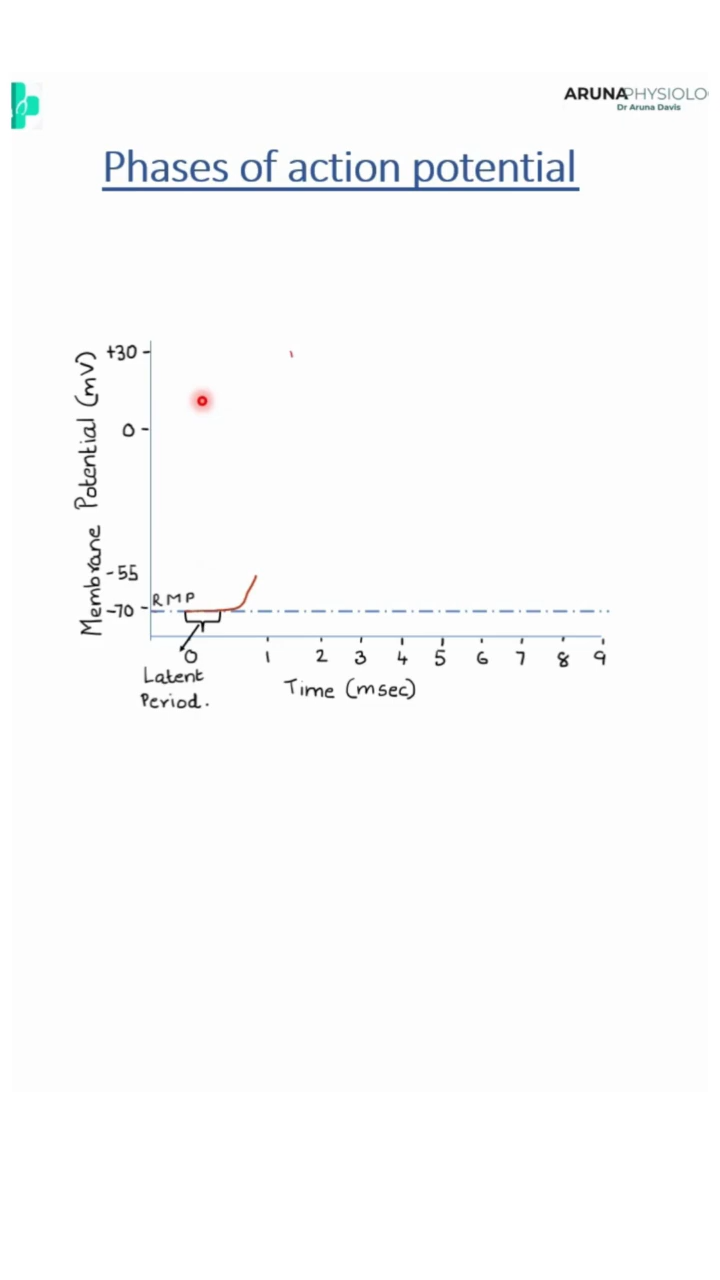 ARUNAPHYSIOLO
Dr Aruna Davis
Phases of action potential
Membrane Potential (mV)
+30
0
-55
RMP
-70
0 1 2 3 4 5 6 7 8 9
Latent
Period.
Time (msec)